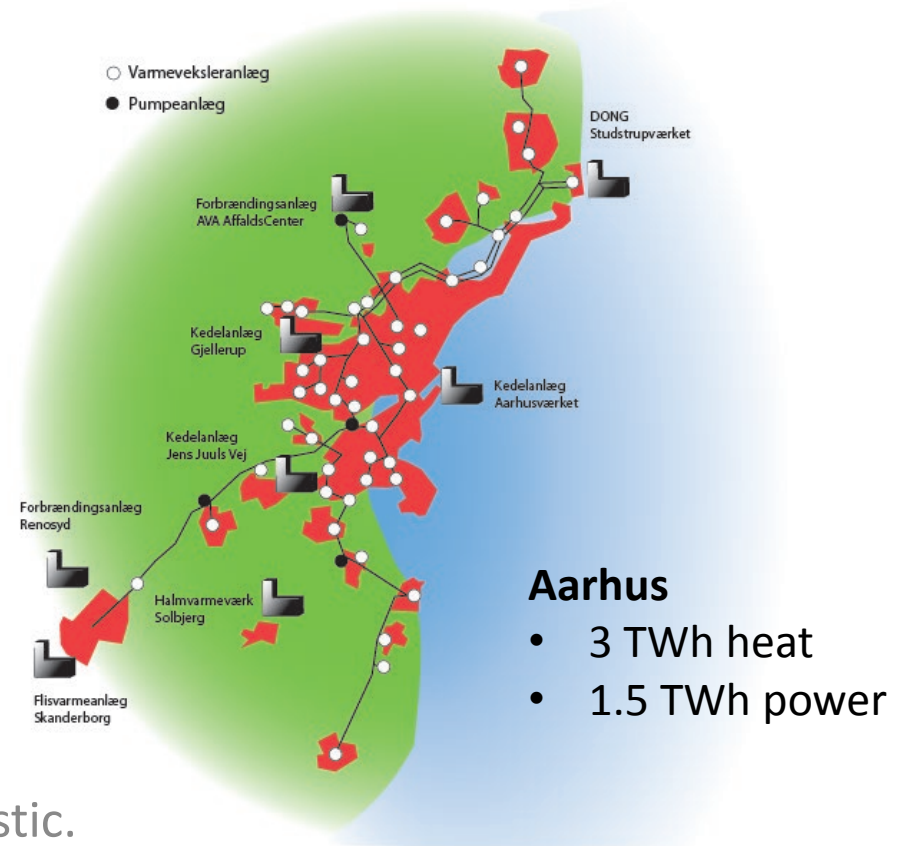 Varmeveksleranlæg
Pumpeanlæg
DONG
Studstrupværket
Forbrændingsanlæg
AVA AffaldsCenter
Kedelanlæg
Gjellerup
Kedelanlæg
Aarhusværket
Kedelanlæg
Jens Juuls Vej
Forbrændingsanlæg
Renosyd
Halmvarmeværk
Solbjerg
Flisvarmeanlæg
Skanderborg
Aarhus
• 3 TWh heat
• 1.5 TWh power
stic.